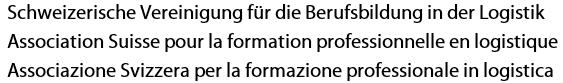 Schweizerische Vereinigung für die Berufsbildung in der Logistik
Association Suisse pour la formation professionnelle en logistique
Associazione Svizzera per la formazione professionale in logistica